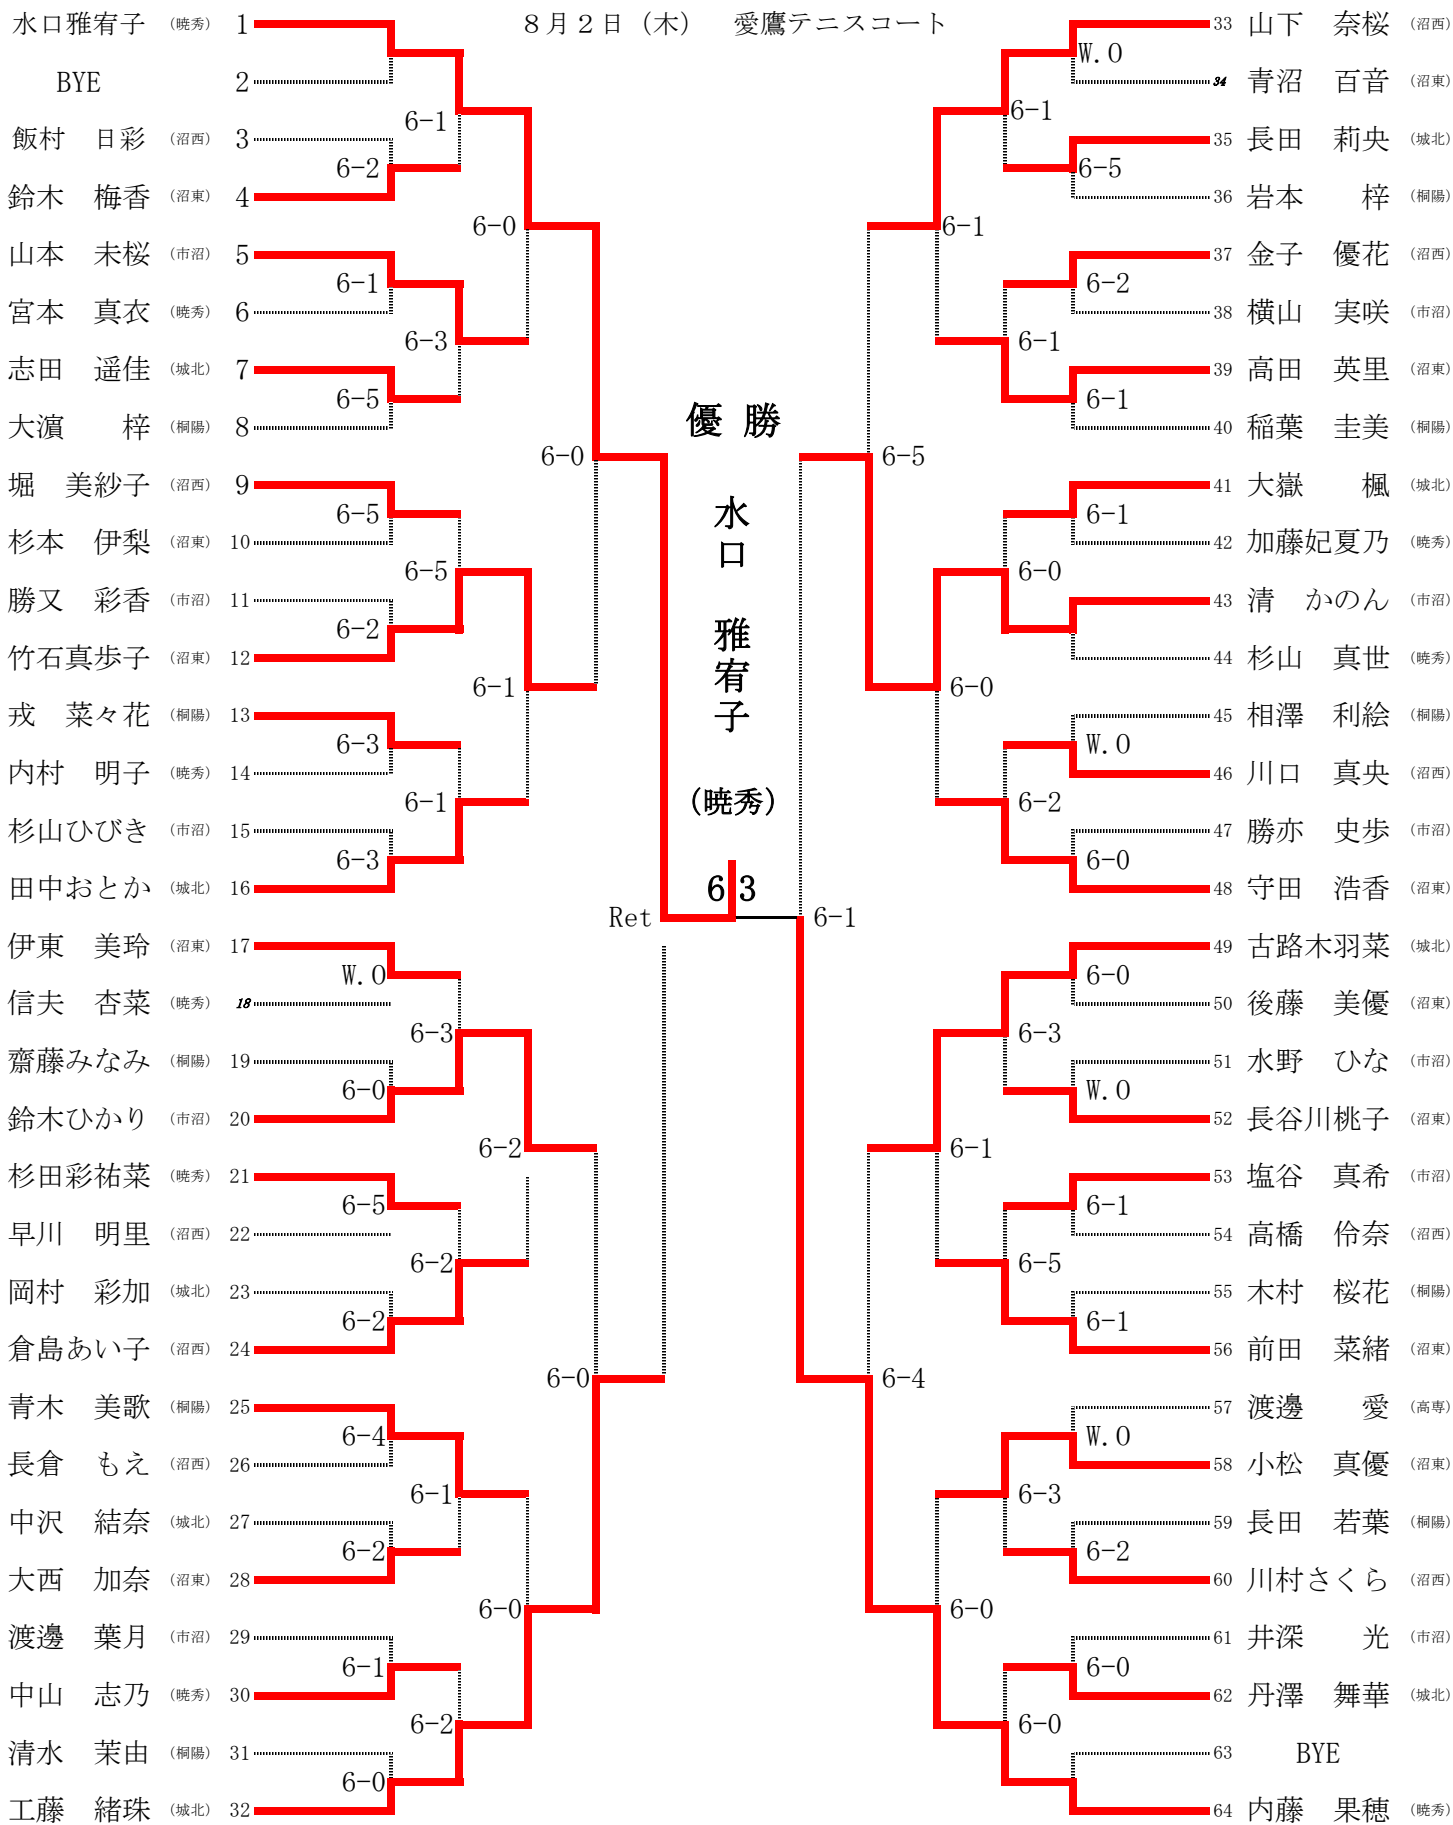 8月2日（木）　愛鷹テニスコート
水口雅宥子 (暁秀) 1
BYE 2
6-1
飯村　日彩 (沼西) 3
6-2
鈴木　梅香 (沼東) 4
6-0
山本　未桜 (市沼) 5
6-1
宮本　真衣 (暁秀) 6
6-3
志田　遥佳 (城北) 7
6-5
大濵　　梓 (桐陽) 8
6-0
堀　美紗子 (沼西) 9
6-5
杉本　伊梨 (沼東) 10
6-5
勝又　彩香 (市沼) 11
6-2
竹石真歩子 (沼東) 12
6-1
戎　菜々花 (桐陽) 13
6-3
内村　明子 (暁秀) 14
6-1
杉山ひびき (市沼) 15
6-3
田中おとか (城北) 16
Ret
伊東　美玲 (沼東) 17
W.O
信夫　杏菜 (暁秀) 18
6-3
齋藤みなみ (桐陽) 19
6-0
鈴木ひかり (市沼) 20
6-2
杉田彩祐菜 (暁秀) 21
6-5
早川　明里 (沼西) 22
6-2
岡村　彩加 (城北) 23
6-2
倉島あい子 (沼西) 24
6-0
青木　美歌 (桐陽) 25
6-4
長倉　もえ (沼西) 26
6-1
中沢　結奈 (城北) 27
6-2
大西　加奈 (沼東) 28
6-0
渡邊　葉月 (市沼) 29
6-1
中山　志乃 (暁秀) 30
6-2
清水　茉由 (桐陽) 31
6-0
工藤　緒珠 (城北) 32
優 勝
水口　雅宥子
(暁秀)
6 3
33 山下　奈桜 (沼西)
W.O
34 青沼　百音 (沼東)
6-1
35 長田　莉央 (城北)
6-5
36 岩本　　梓 (桐陽)
6-1
37 金子　優花 (沼西)
6-2
38 横山　実咲 (市沼)
6-1
39 高田　英里 (沼東)
6-1
40 稲葉　圭美 (桐陽)
6-5
41 大嶽　　楓 (城北)
6-1
42 加藤妃夏乃 (暁秀)
6-0
43 清　かのん (市沼)
44 杉山　真世 (暁秀)
6-0
45 相澤　利絵 (桐陽)
W.O
46 川口　真央 (沼西)
6-2
47 勝亦　史歩 (市沼)
6-0
48 守田　浩香 (沼東)
6-1
49 古路木羽菜 (城北)
6-0
50 後藤　美優 (沼東)
6-3
51 水野　ひな (市沼)
W.O
52 長谷川桃子 (沼東)
6-1
53 塩谷　真希 (市沼)
6-1
54 高橋　伶奈 (沼西)
6-5
55 木村　桜花 (桐陽)
6-1
56 前田　菜緒 (沼東)
6-4
57 渡邊　　愛 (高専)
W.O
58 小松　真優 (沼東)
6-3
59 長田　若葉 (桐陽)
6-2
60 川村さくら (沼西)
6-0
61 井深　　光 (市沼)
6-0
62 丹澤　舞華 (城北)
6-0
63 BYE
64 内藤　果穂 (暁秀)